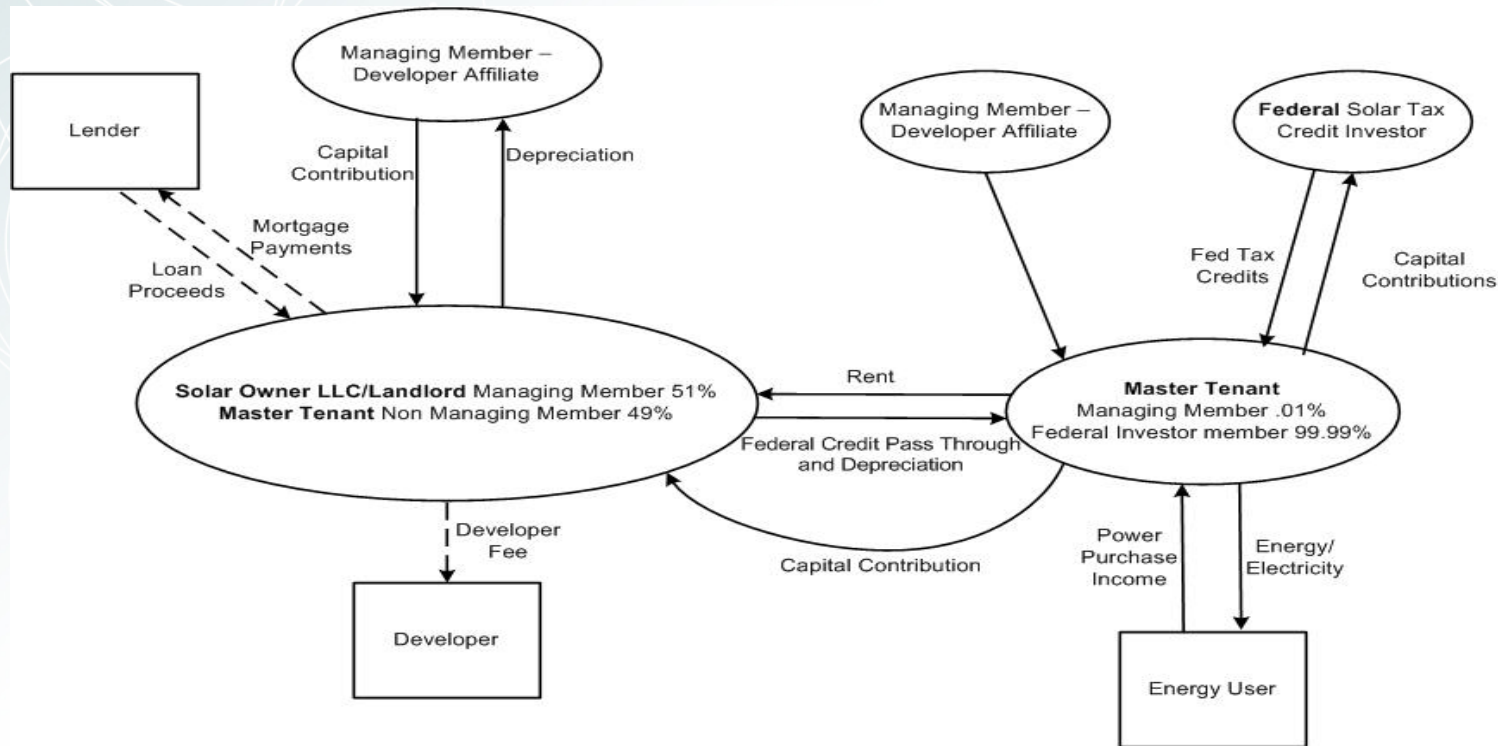 Managing Member –
Developer Affiliate
Lender
Managing Member –
Developer Affiliate
Federal Solar Tax
Credit Investor
Capital
Contribution
Depreciation
Mortgage
Payments
Loan
Proceeds
Fed Tax
Credits
Capital
Contributions
Solar Owner LLC/Landlord Managing Member 51%
Master Tenant Non Managing Member 49%
Rent
Federal Credit Pass Through
and Depreciation
Master Tenant
Managing Member .01%
Federal Investor member 99.99%
Developer
Fee
Capital Contribution
Power
Purchase
Income
Energy/
Electricity
Developer
Energy User